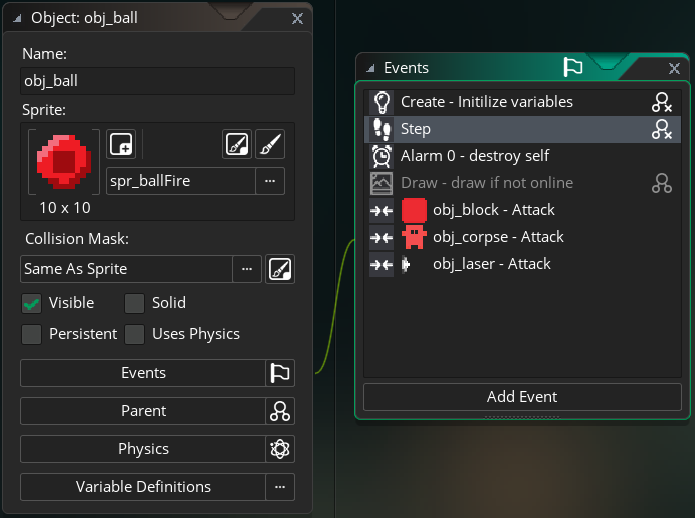 Object: obj_ball
Name:
obj_ball
Sprite:
spr_ballFire
...
10 x 10
Collision Mask:
Same As Sprite
...
Visible
Solid
Persistent
Uses Physics
Events
Parent
Physics
Variable Definitions
...
Events
Create - Initilize variables
Step
Alarm 0 - destroy self
Draw - draw if not online
obj_block - Attack
obj_corpse - Attack
obj_laser - Attack
Add Event